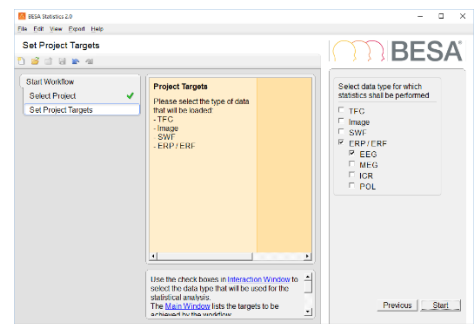 BESA Statistics 2.0
File Edit View Export Help
Set Project Targets
BESA
Start Workflow
Select Project
Set Project Targets
Project Targets
Please select the type of data
that will be loaded:
- TFC
- Image
- SWF
- ERP / ERF
Use the check boxes in Interaction Window to
select the data type that will be used for the
statistical analysis.
The Main Window lists the targets to be
achieved by the workflow.
Select data type for which
statistics shall be performed
TFC
Image
SWF
ERP / ERF
EEG
MEG
ICR
POL
Previous
Start